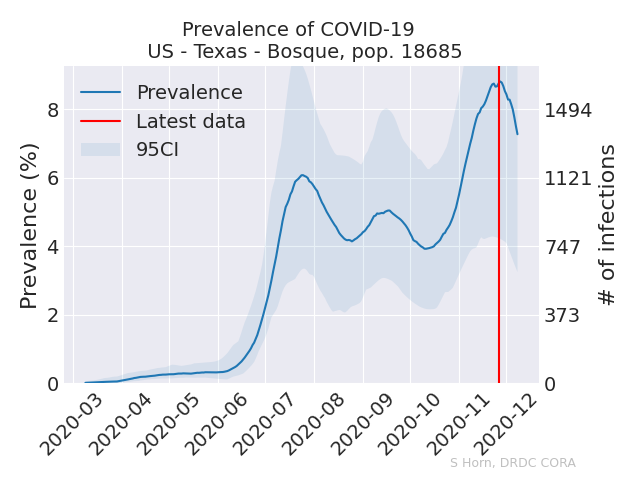 Prevalence of COVID-19
US - Texas - Bosque, pop. 18685
Prevalence
Latest data
95CI
Prevalence (%)
8
6
4
2
0
1494
1121
747
373
0
# of infections
2020-03
2020-04
2020-05
2020-06
2020-07
2020-08
2020-09
2020-10
2020-11
2020-12
S Horn, DRDC CORA